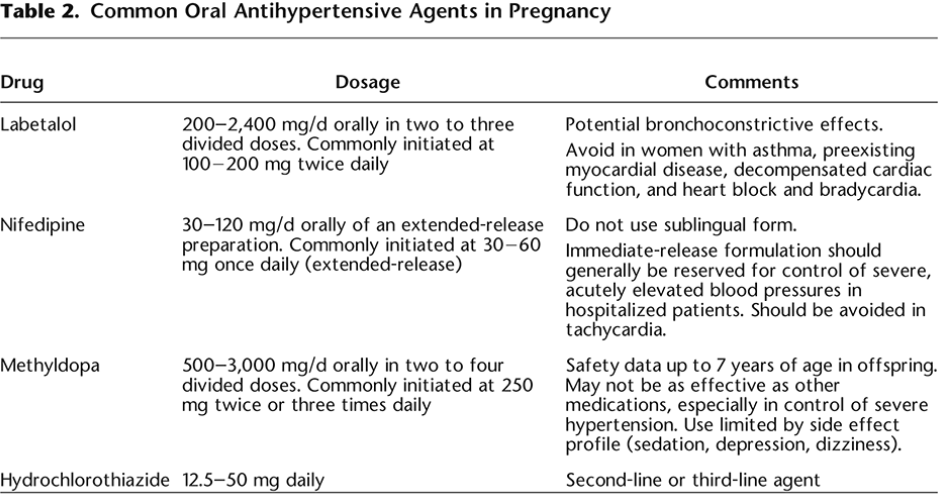 Table 2. Common Oral Antihypertensive Agents in Pregnancy
Drug Dosage Comments
Labetalol
200–2,400 mg/d orally in two to three
divided doses. Commonly initiated at
100–200 mg twice daily
Potential bronchoconstrictive effects.
Avoid in women with asthma, preexisting
myocardial disease, decompensated cardiac
function, and heart block and bradycardia.
Nifedipine
30–120 mg/d orally of an extended-release
preparation. Commonly initiated at 30–60
mg once daily (extended-release)
Do not use sublingual form.
Immediate-release formulation should
generally be reserved for control of severe,
acutely elevated blood pressures in
hospitalized patients. Should be avoided in
tachycardia.
Methyldopa
500–3,000 mg/d orally in two to four
divided doses. Commonly initiated at 250
mg twice or three times daily
Safety data up to 7 years of age in offspring.
May not be as effective as other
medications, especially in control of severe
hypertension. Use limited by side effect
profile (sedation, depression, dizziness).
Hydrochlorothiazide
12.5–50 mg daily
Second-line or third-line agent